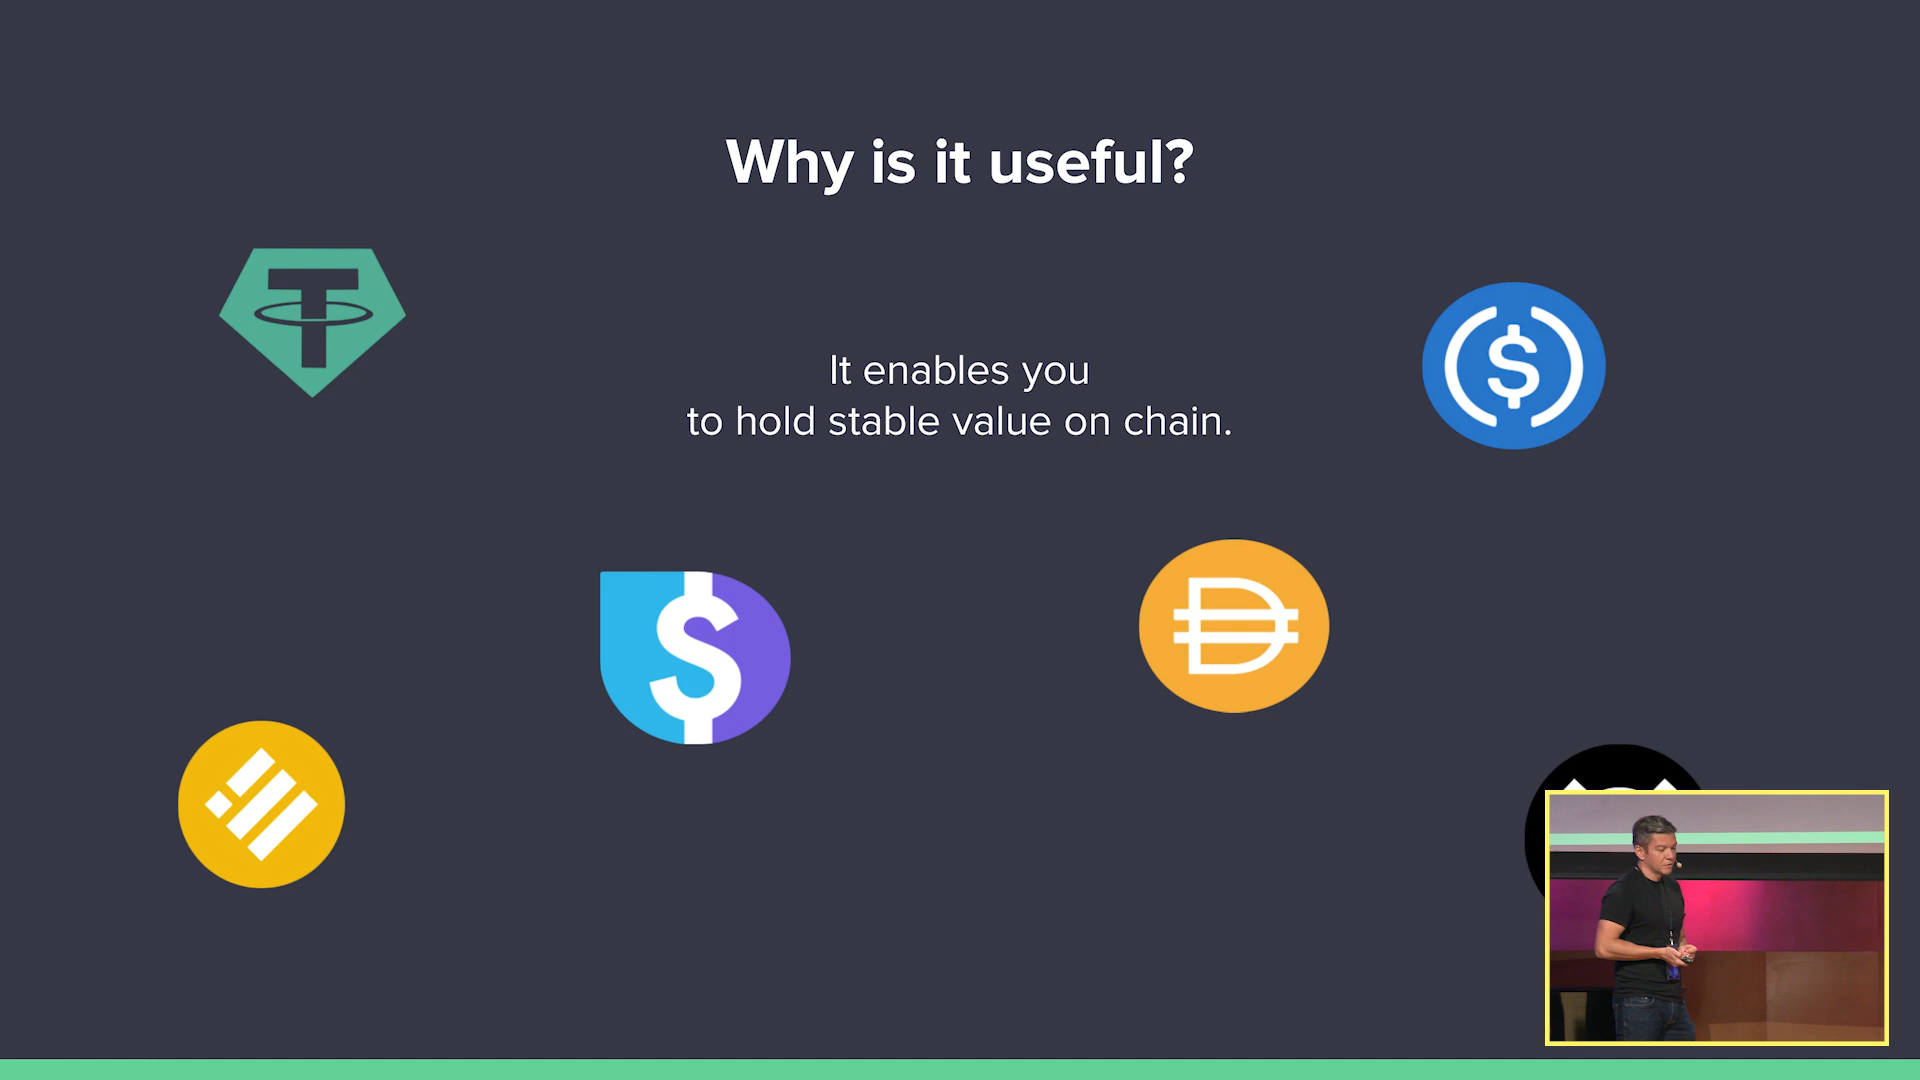 Why is it useful?
It enables you
to hold stable value on chain.